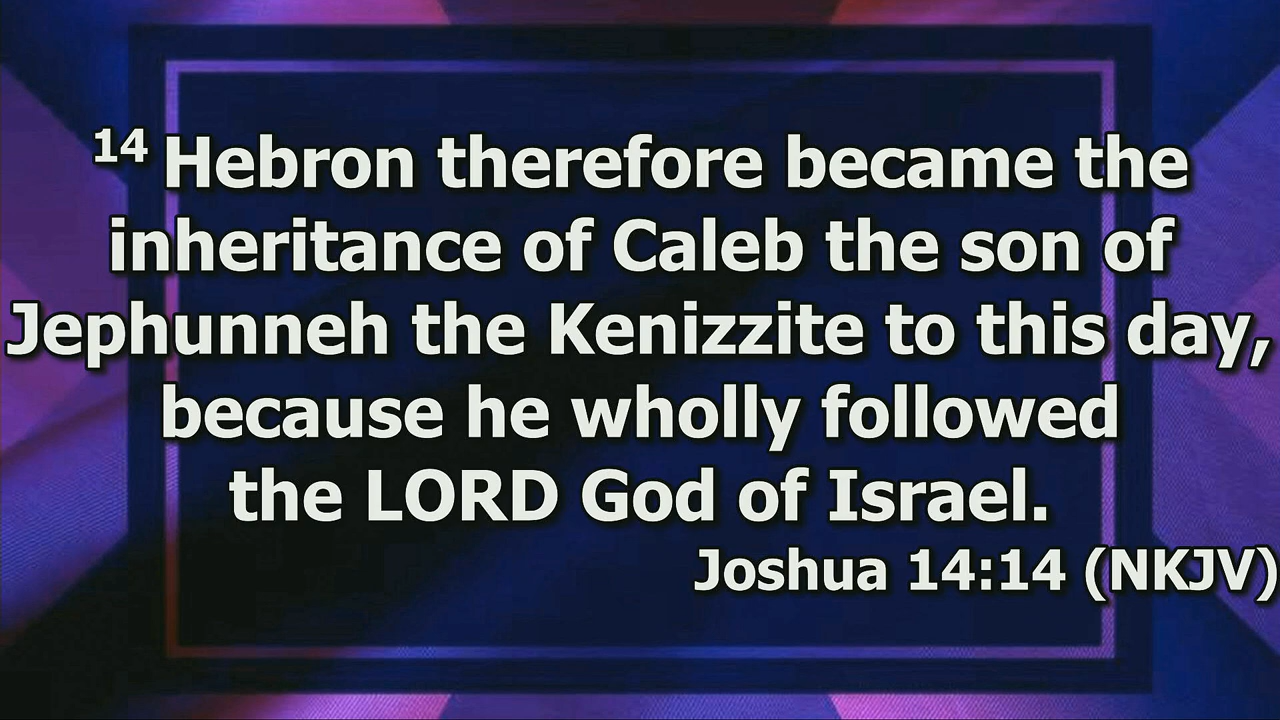 14 Hebron therefore became the
inheritance of Caleb the son of
Jephunneh the Kenizzite to this day,
because he wholly followed
the LORD God of Israel.
Joshua 14:14 (NKJV)